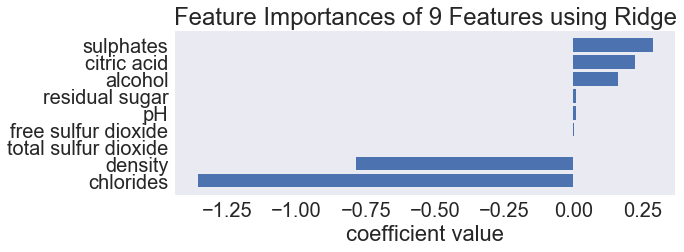 Feature Importances of 9 Features using Ridge
sulphates
citric acid
alcohol
residual sugar
pH
free sulfur dioxide
total sulfur dioxide
density
chlorides
−1.25 −1.00 −0.75 −0.50 −0.25 0.00 0.25
coefficient value